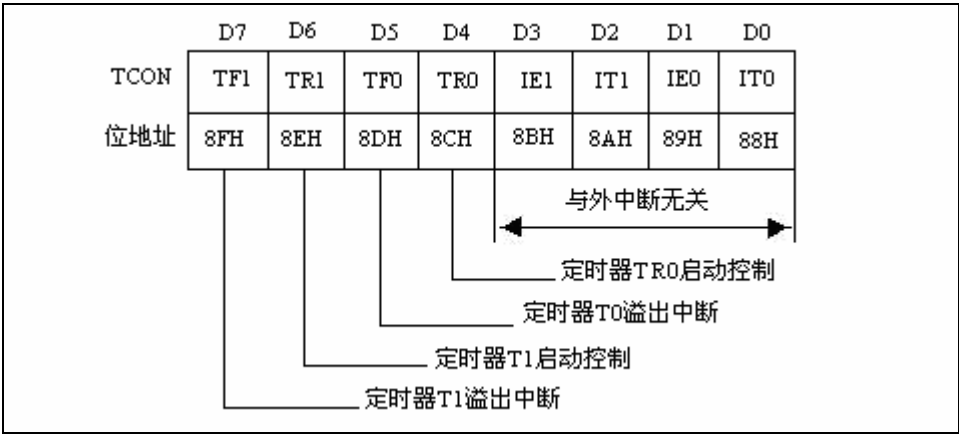 D7 D6 D5 D4 D3 D2 D1 D0
TCON TF1 TR1 TF0 TR0 IE1 IT1 IE0 IT0
位地址 8FH 8EH 8DH 8CH 8BH 8AH 89H 88H
与外中断无关
定时器TR0启动控制
定时器T0溢出中断
定时器T1启动控制
定时器T1溢出中断